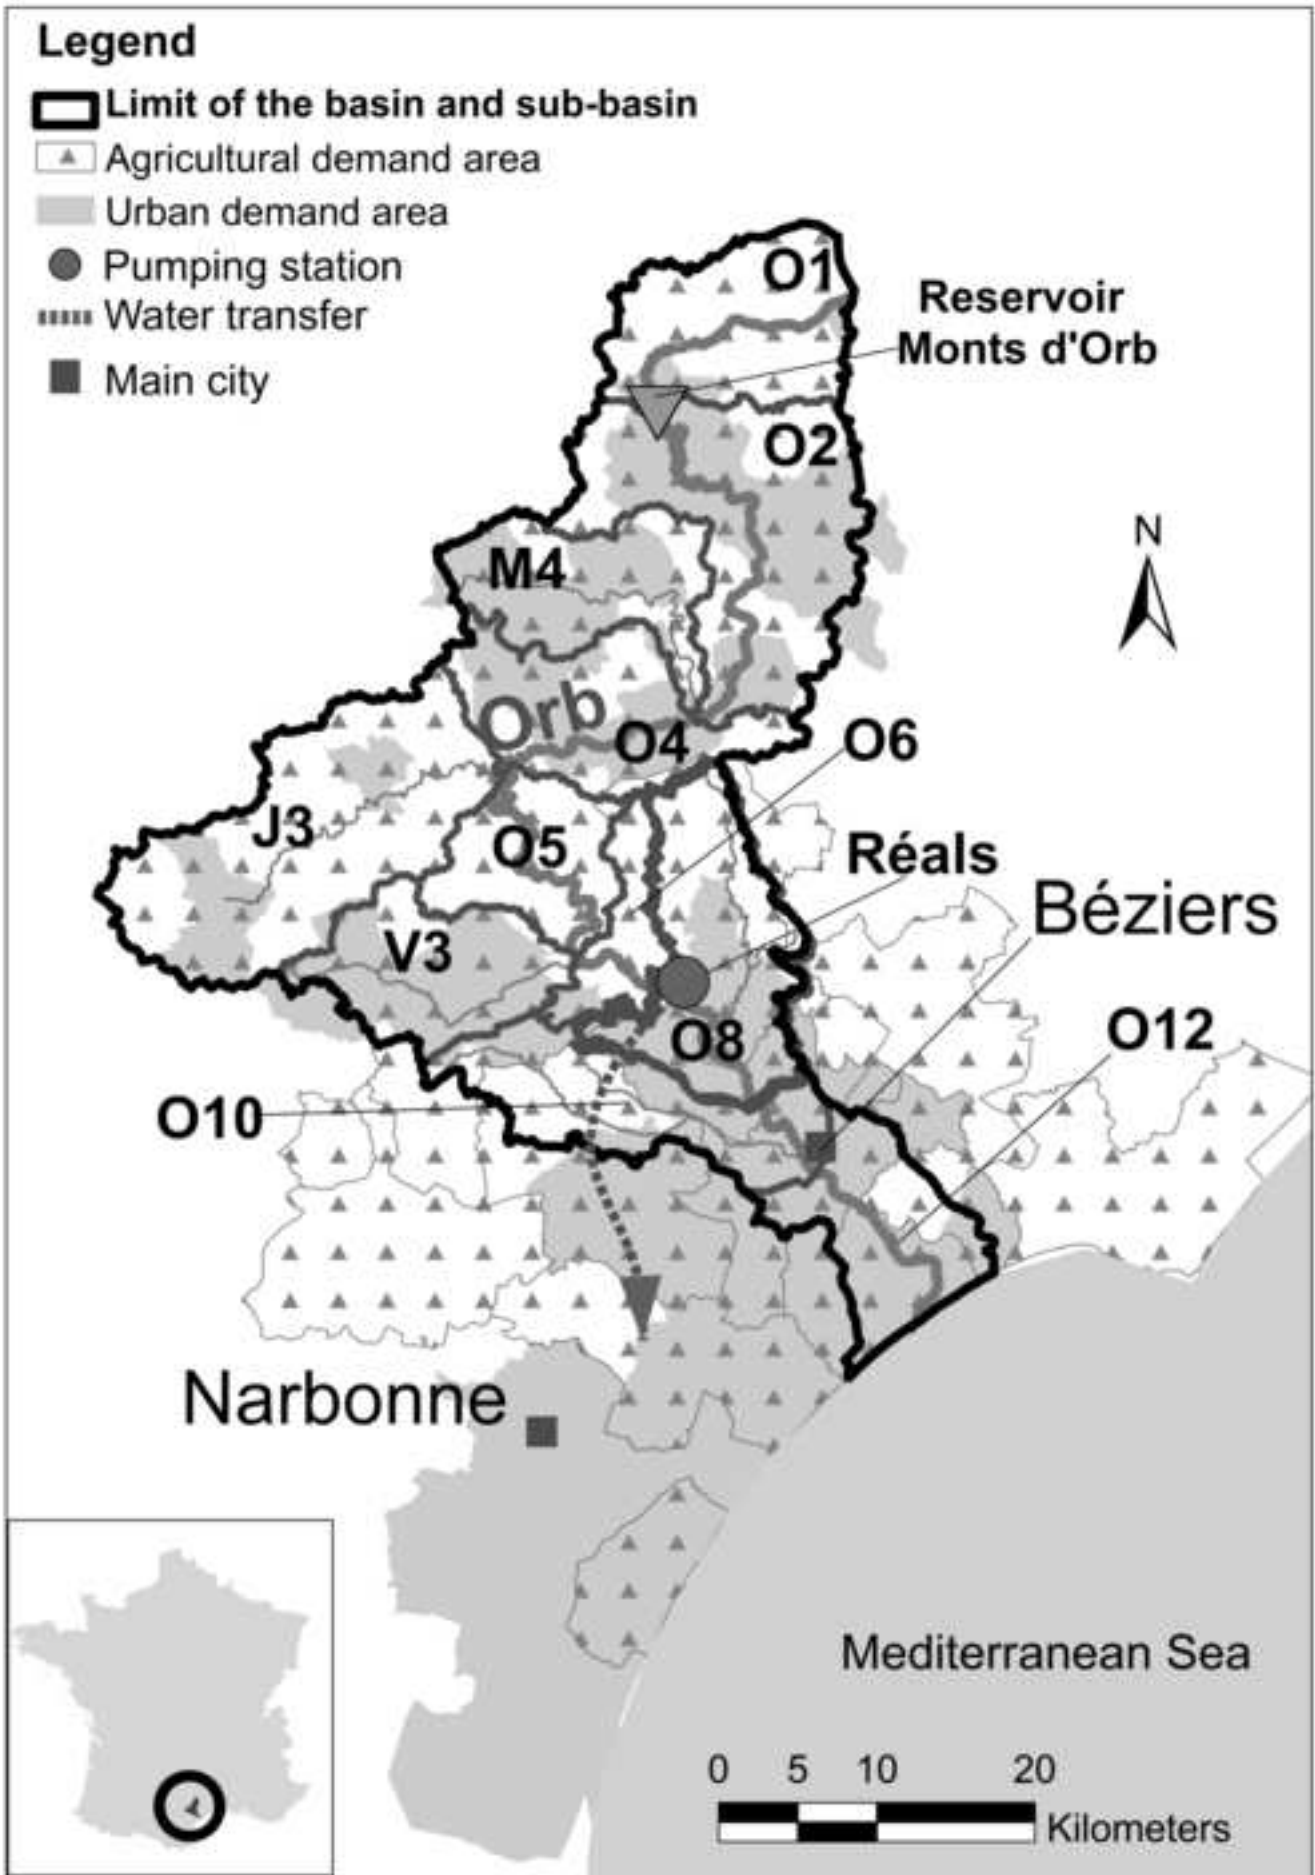 Legend
Limit of the basin and sub-basin
Agricultural demand area
Urban demand area
Pumping station
Water transfer
Main city
O1
Reservoir
Monts d'Orb
O2
N
M4
Orb
O4
O6
J3
O5
Réals
Béziers
V3
O8
O12
O10
Narbonne
Mediterranean Sea
0 5 10 20
Kilometers